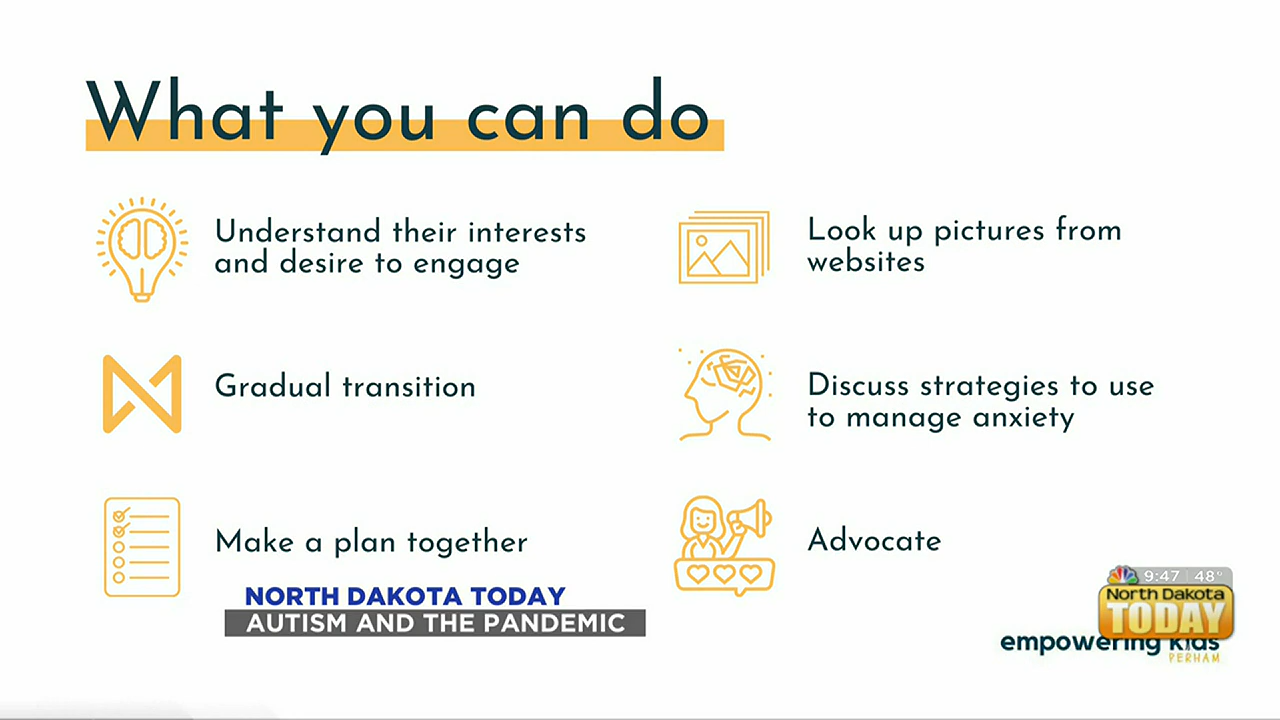 What you can do
Understand their interests
and desire to engage
Look up pictures from
websites
Gradual transition
Discuss strategies to use
to manage anxiety
Make a plan together
Advocate
NORTH DAKOTA TODAY
AUTISM AND THE PANDEMIC
9:47 48°
North Dakota
TODAY
empowering kids
PERHAM